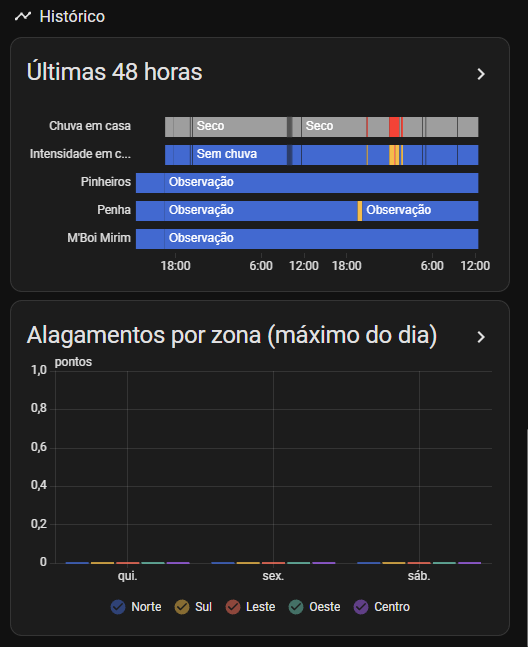 Histórico
Últimas 48 horas
Chuva em casa
Seco
Seco
Intensidade em c...
Sem chuva
Pinheiros
Observação
Penha
Observação
Observação
M'Boi Mirim
Observação
18:00
6:00
12:00
18:00
6:00
12:00
Alagamentos por zona (máximo do dia)
pontos
1,0
0,8
0,6
0,4
0,2
0
qui.
sex.
sáb.
Norte
Sul
Leste
Oeste
Centro